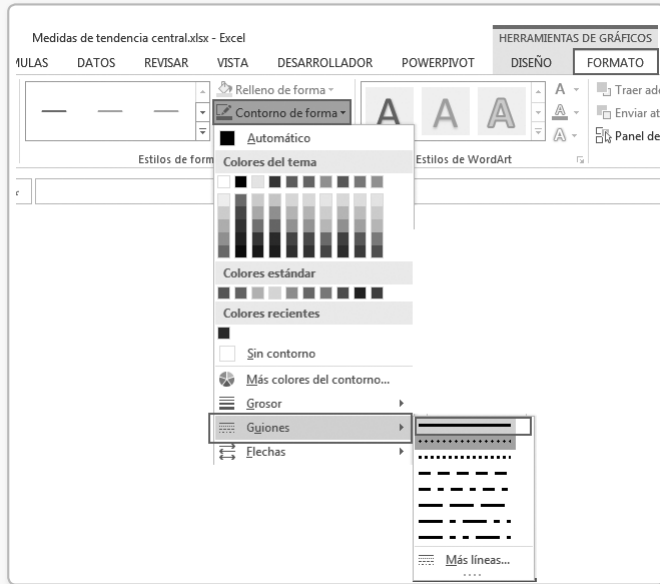 Medidas de tendencia central.xlsx - Excel
HERRAMIENTAS DE GRÁFICOS
DATOS REVISAR VISTA DESARROLLADOR POWERPIVOT DISEÑO FORMATO
Relleno de forma
Contorno de forma
A A A
A
A
A
Traer ad
Enviar at
Panel de
Estilos de form
Estilos de WordArt
Automático
Colores del tema
Colores estándar
Colores recientes
Sin contorno
Más colores del contorno...
Grosor
Guiones
Flechas
Más líneas...